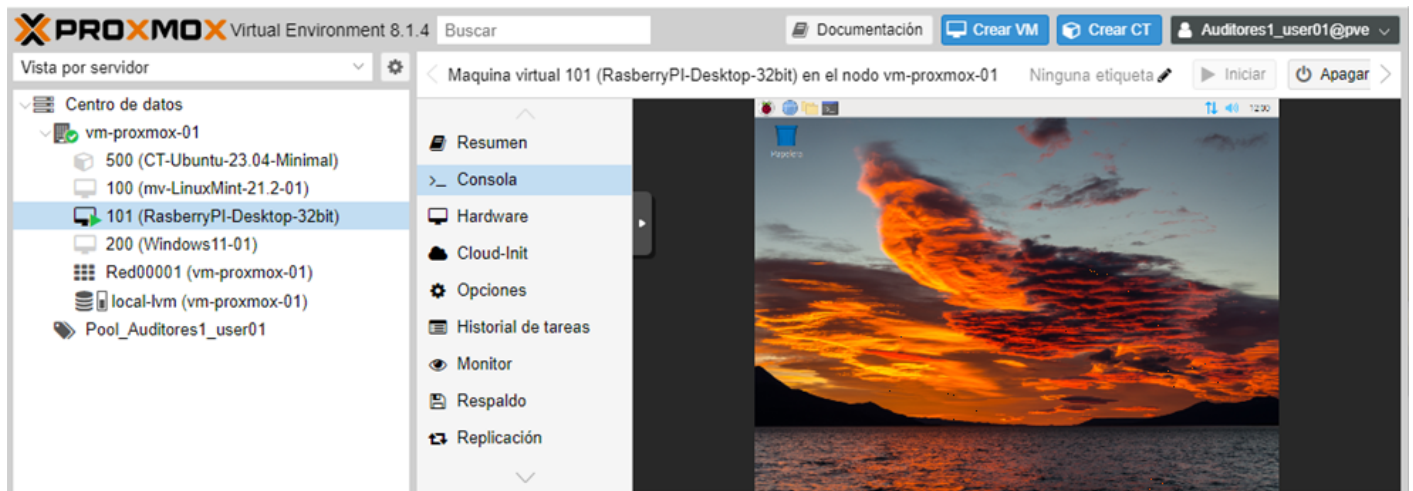 PROXMOX Virtual Environment 8.1.4 Buscar Documentación Crear VM Crear CT Auditores1_user01@pve
Vista por servidor
Maquina virtual 101 (RasberryPI-Desktop-32bit) en el nodo vm-proxmox-01 Ninguna etiqueta Iniciar Apagar
Centro de datos
vm-proxmox-01
500 (CT-Ubuntu-23.04-Minimal)
100 (mv-LinuxMint-21.2-01)
101 (RasberryPI-Desktop-32bit)
200 (Windows11-01)
Red00001 (vm-proxmox-01)
local-lvm (vm-proxmox-01)
Pool_Auditores1_user01
Resumen
>_ Consola
Hardware
Cloud-Init
Opciones
Historial de tareas
Monitor
Respaldo
Replicación